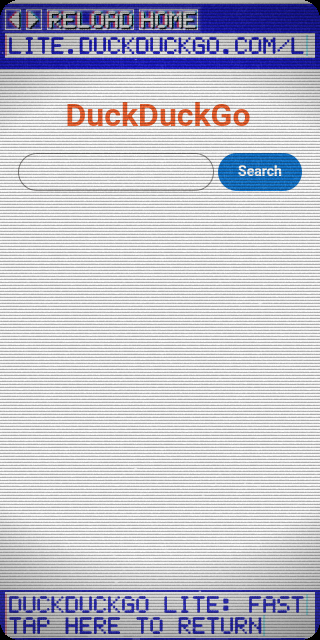 RELOAD HOME
LITE.DUCKDUCKGO.COM/L
DuckDuckGo
Search
DUCKDUCKGO LITE: FAST
TAP HERE TO RETURN